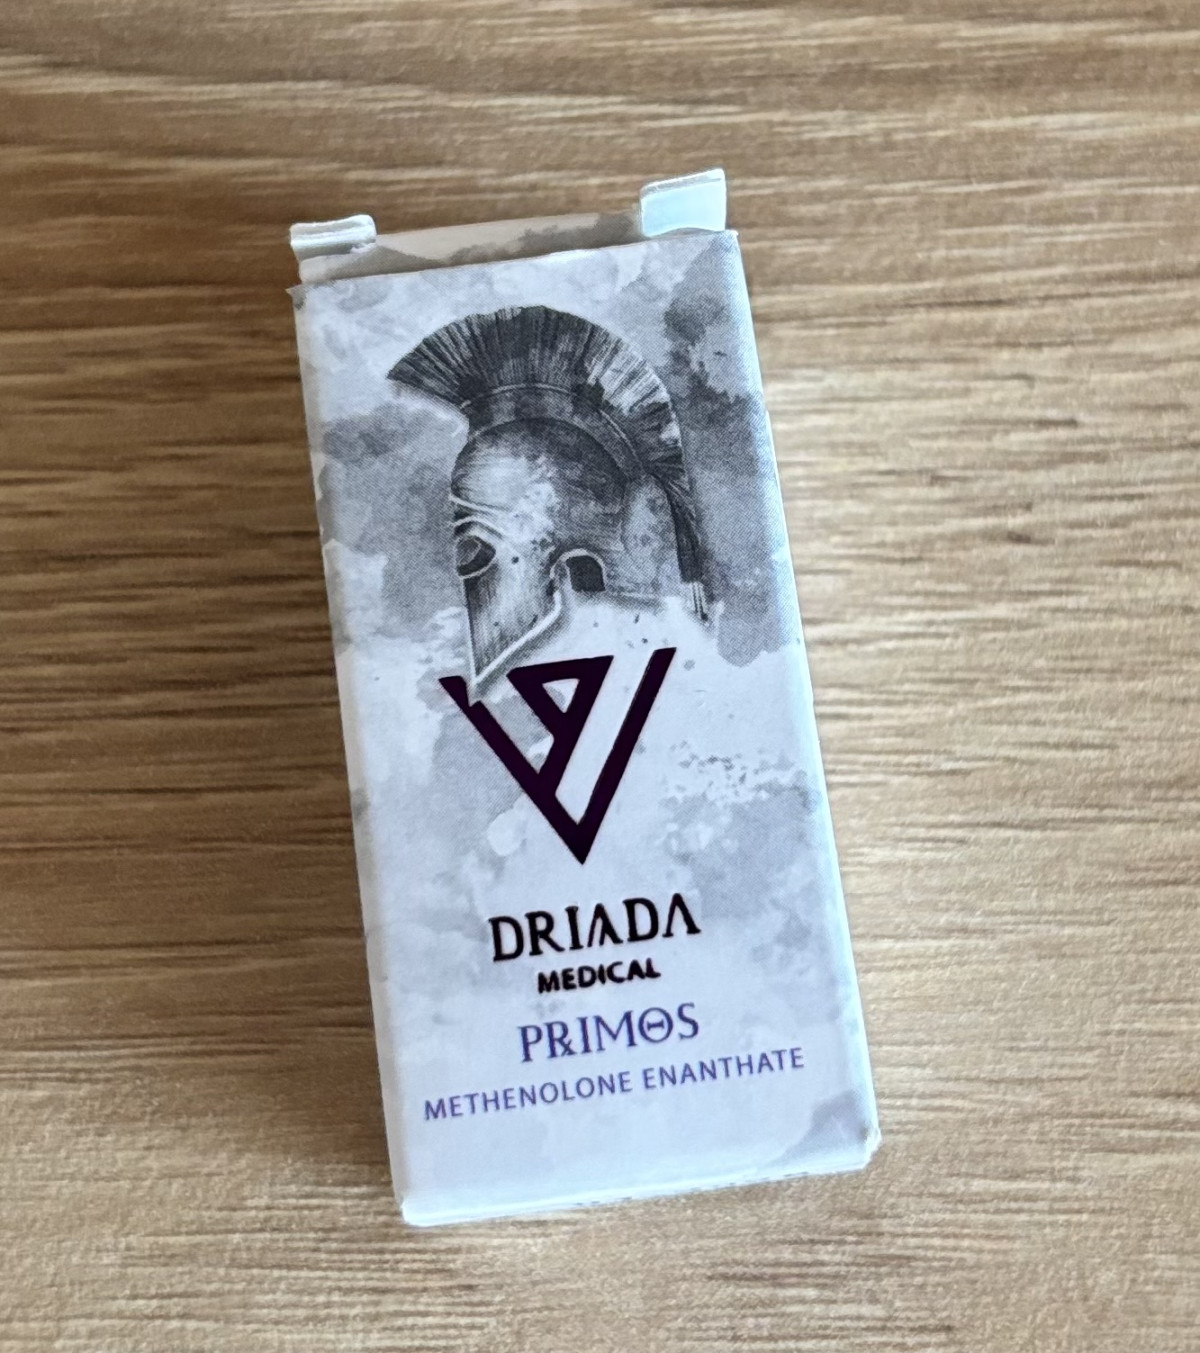 DRIADA
MEDICAL
PRIMOS
METHENOLONE ENANTHATE